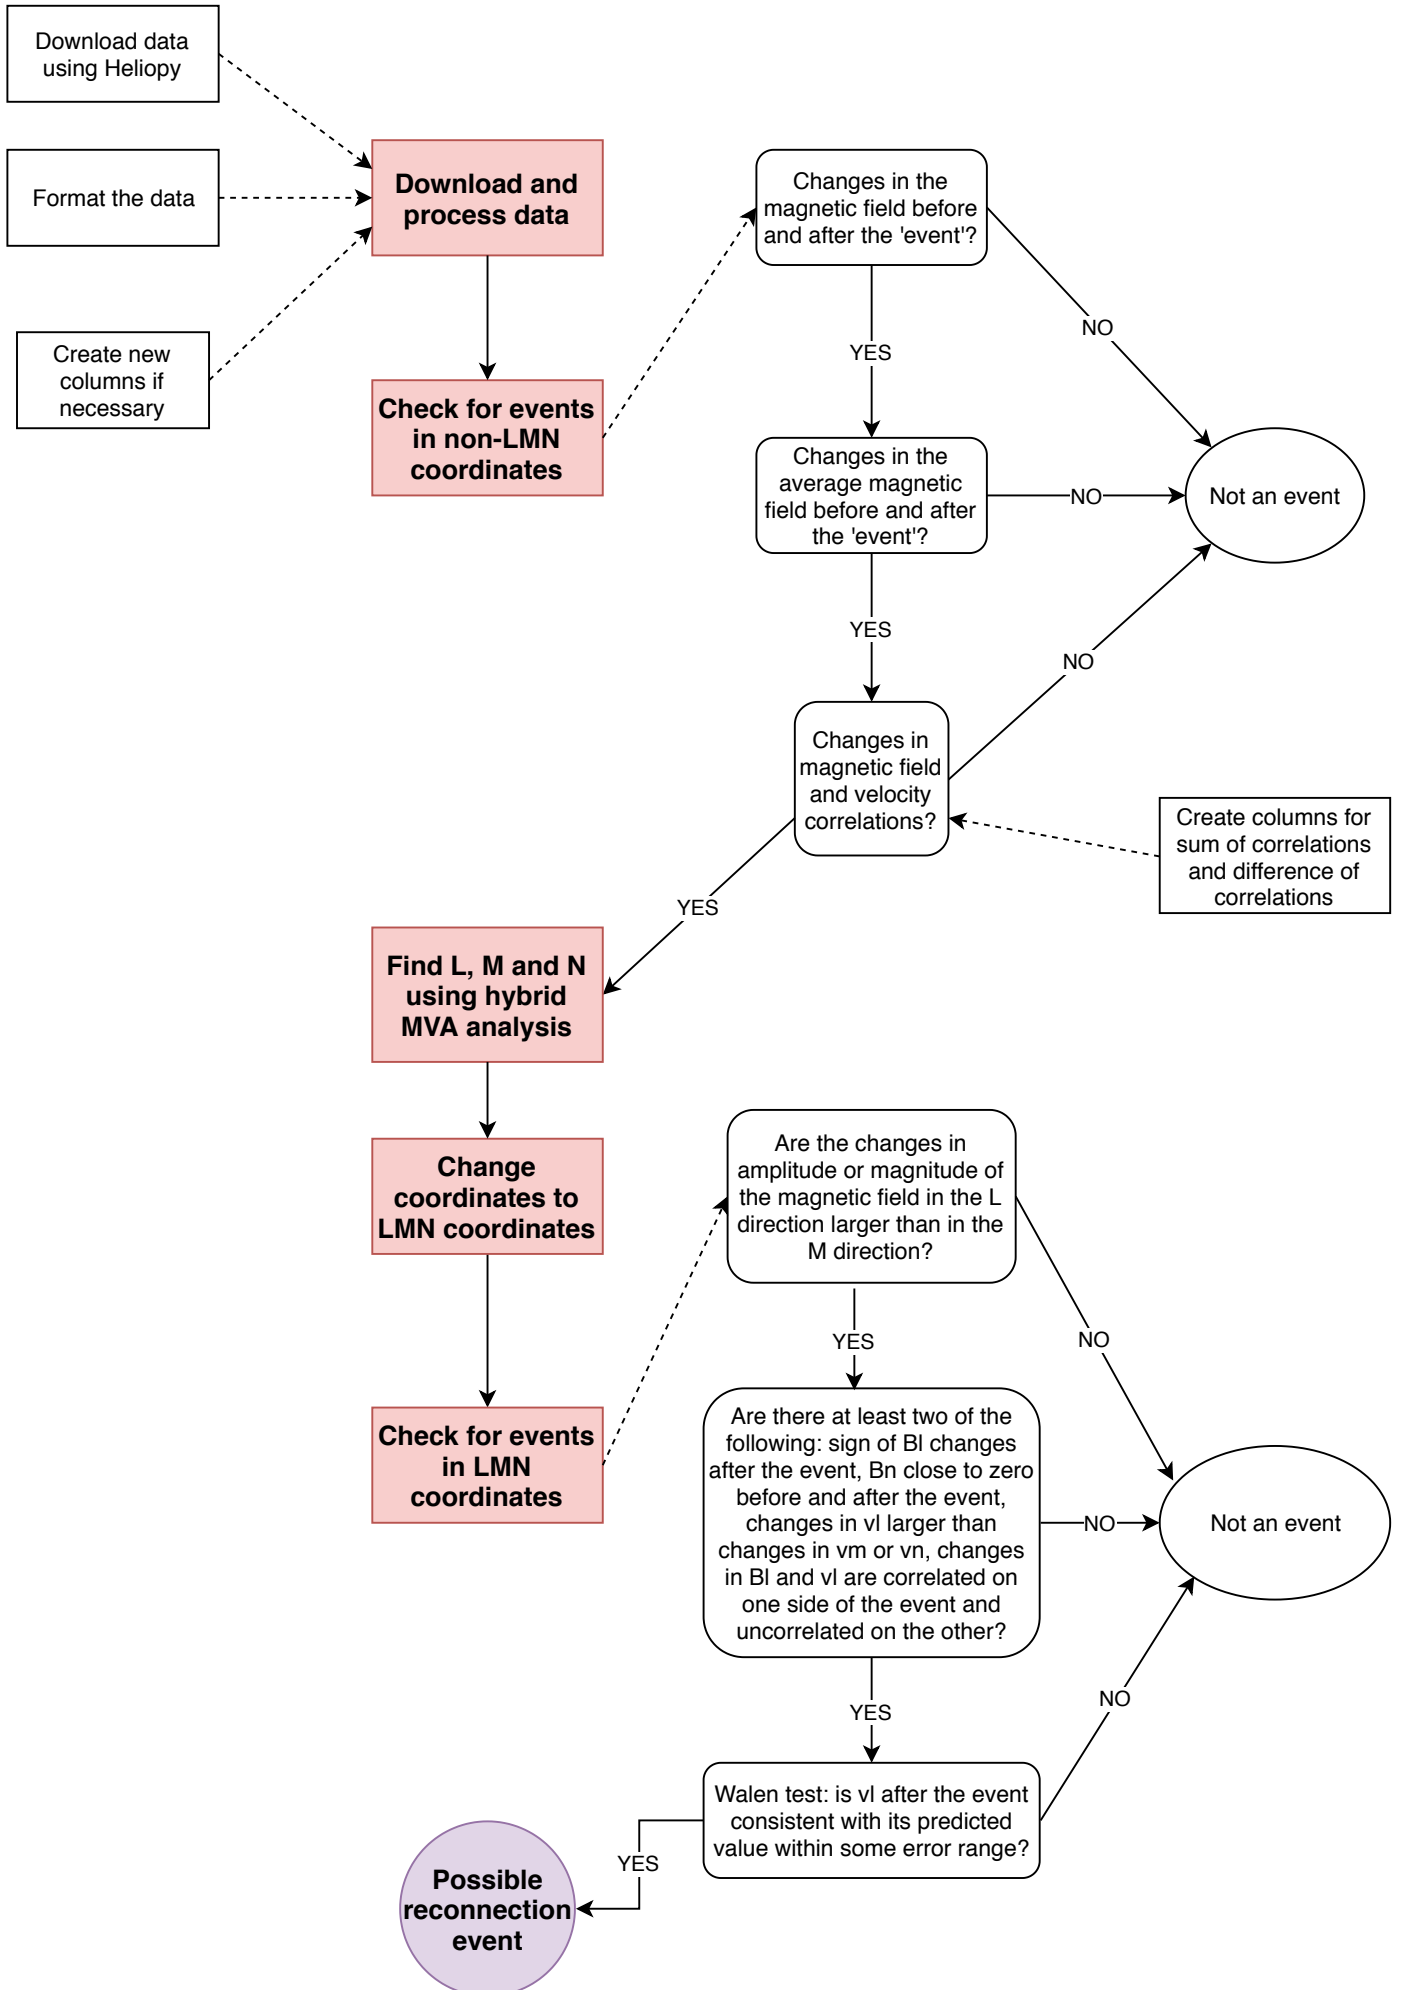 Download data
using Heliopy
Format the data
Create new
columns if
necessary
Download and
process data
Check for events
in non-LMN
coordinates
Changes in the
magnetic field before
and after the 'event'?
NO
YES
Changes in the
average magnetic
field before and after
the 'event'?
NO
Not an event
YES
NO
Changes in
magnetic field
and velocity
correlations?
Create columns for
sum of correlations
and difference of
correlations
YES
Find L, M and N
using hybrid
MVA analysis
Change
coordinates to
LMN coordinates
Check for events
in LMN
coordinates
Are the changes in
amplitude or magnitude of
the magnetic field in the L
direction larger than in the
M direction?
NO
YES
Are there at least two of the
following: sign of Bl changes
after the event, Bn close to zero
before and after the event,
changes in vl larger than
changes in vm or vn, changes
in Bl and vl are correlated on
one side of the event and
uncorrelated on the other?
NO
Not an event
YES
NO
Walen test: is vl after the event
consistent with its predicted
value within some error range?
YES
Possible
reconnection
event